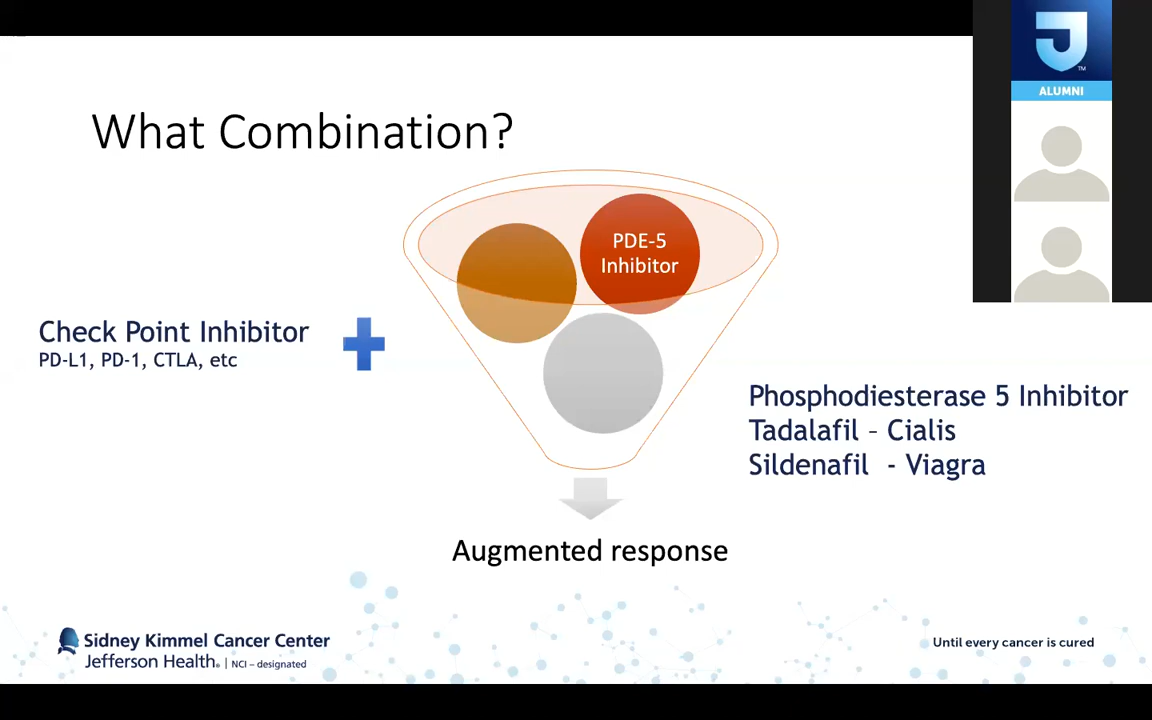 What Combination?
PDE-5
Inhibitor
Check Point Inhibitor
PD-L1, PD-1, CTLA, etc
Phosphodiesterase 5 Inhibitor
Tadalafil – Cialis
Sildenafil - Viagra
Augmented response
Sidney Kimmel Cancer Center
Jefferson Health® | NCI – designated
Until every cancer is cured
J
TM
ALUMNI